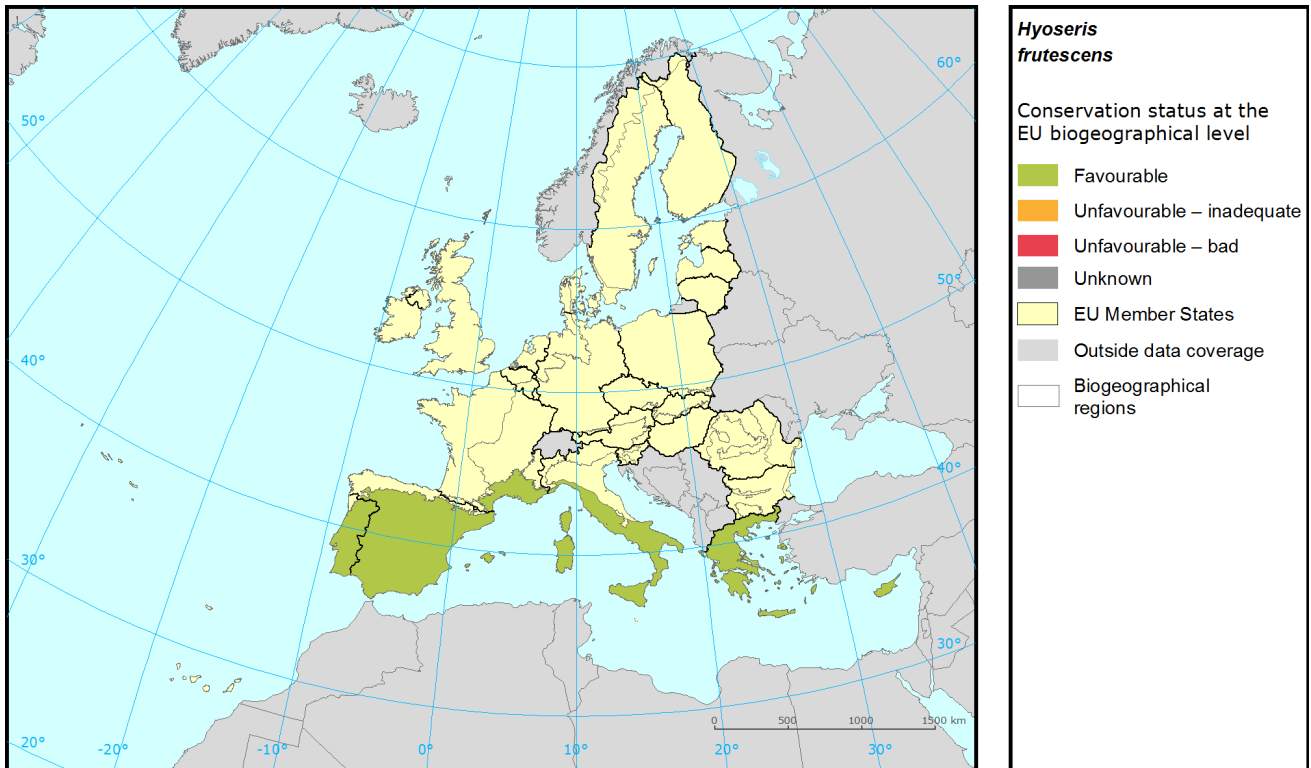 60°
50°
50°
40°
40°
30°
30°
20°
-20°
-10°
0°
10°
20°
30°
0 500 1000 1500 km
Hyoseris
frutescens
Conservation status at the
EU biogeographical level
Favourable
Unfavourable – inadequate
Unfavourable – bad
Unknown
EU Member States
Outside data coverage
Biogeographical
regions